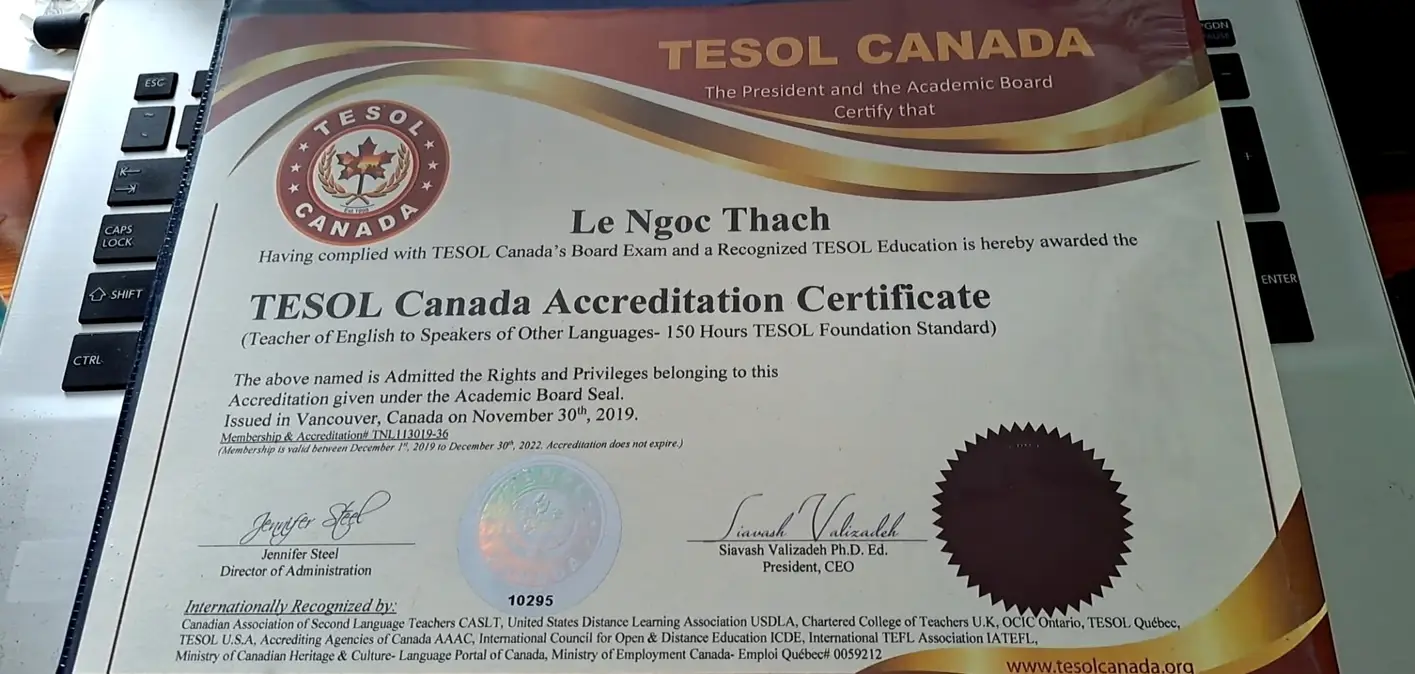 TESOL CANADA
The President and the Academic Board
Certify that
TESOL
CANADA
Est 1999
Le Ngoc Thach
Having complied with TESOL Canada's Board Exam and a Recognized TESOL Education is hereby awarded the
TESOL Canada Accreditation Certificate
(Teacher of English to Speakers of Other Languages- 150 Hours TESOL Foundation Standard)
The above named is Admitted the Rights and Privileges belonging to this
Accreditation given under the Academic Board Seal.
Issued in Vancouver, Canada on November 30th, 2019.
Membership & Accreditation# TNL113019-36
(Membership is valid between December 1st, 2019 to December 30th, 2022. Accreditation does not expire.)
Jennifer Steel
Jennifer Steel
Director of Administration
CANADA
10295
Siavash Valizadeh
Siavash Valizadeh Ph.D. Ed.
President, CEO
Internationally Recognized by:
Canadian Association of Second Language Teachers CASLT, United States Distance Learning Association USDLA, Chartered College of Teachers U.K, OCIC Ontario, TESOL Québec,
TESOL U.S.A, Accrediting Agencies of Canada AAAC, International Council for Open & Distance Education ICDE, International TEFL Association IATEFL,
Ministry of Canadian Heritage & Culture- Language Portal of Canada, Ministry of Employment Canada- Emploi Québec# 0059212
www.tesolcanada.org
ESC
CAPS
LOCK
SHIFT
CTRL
PGDN
ENTER